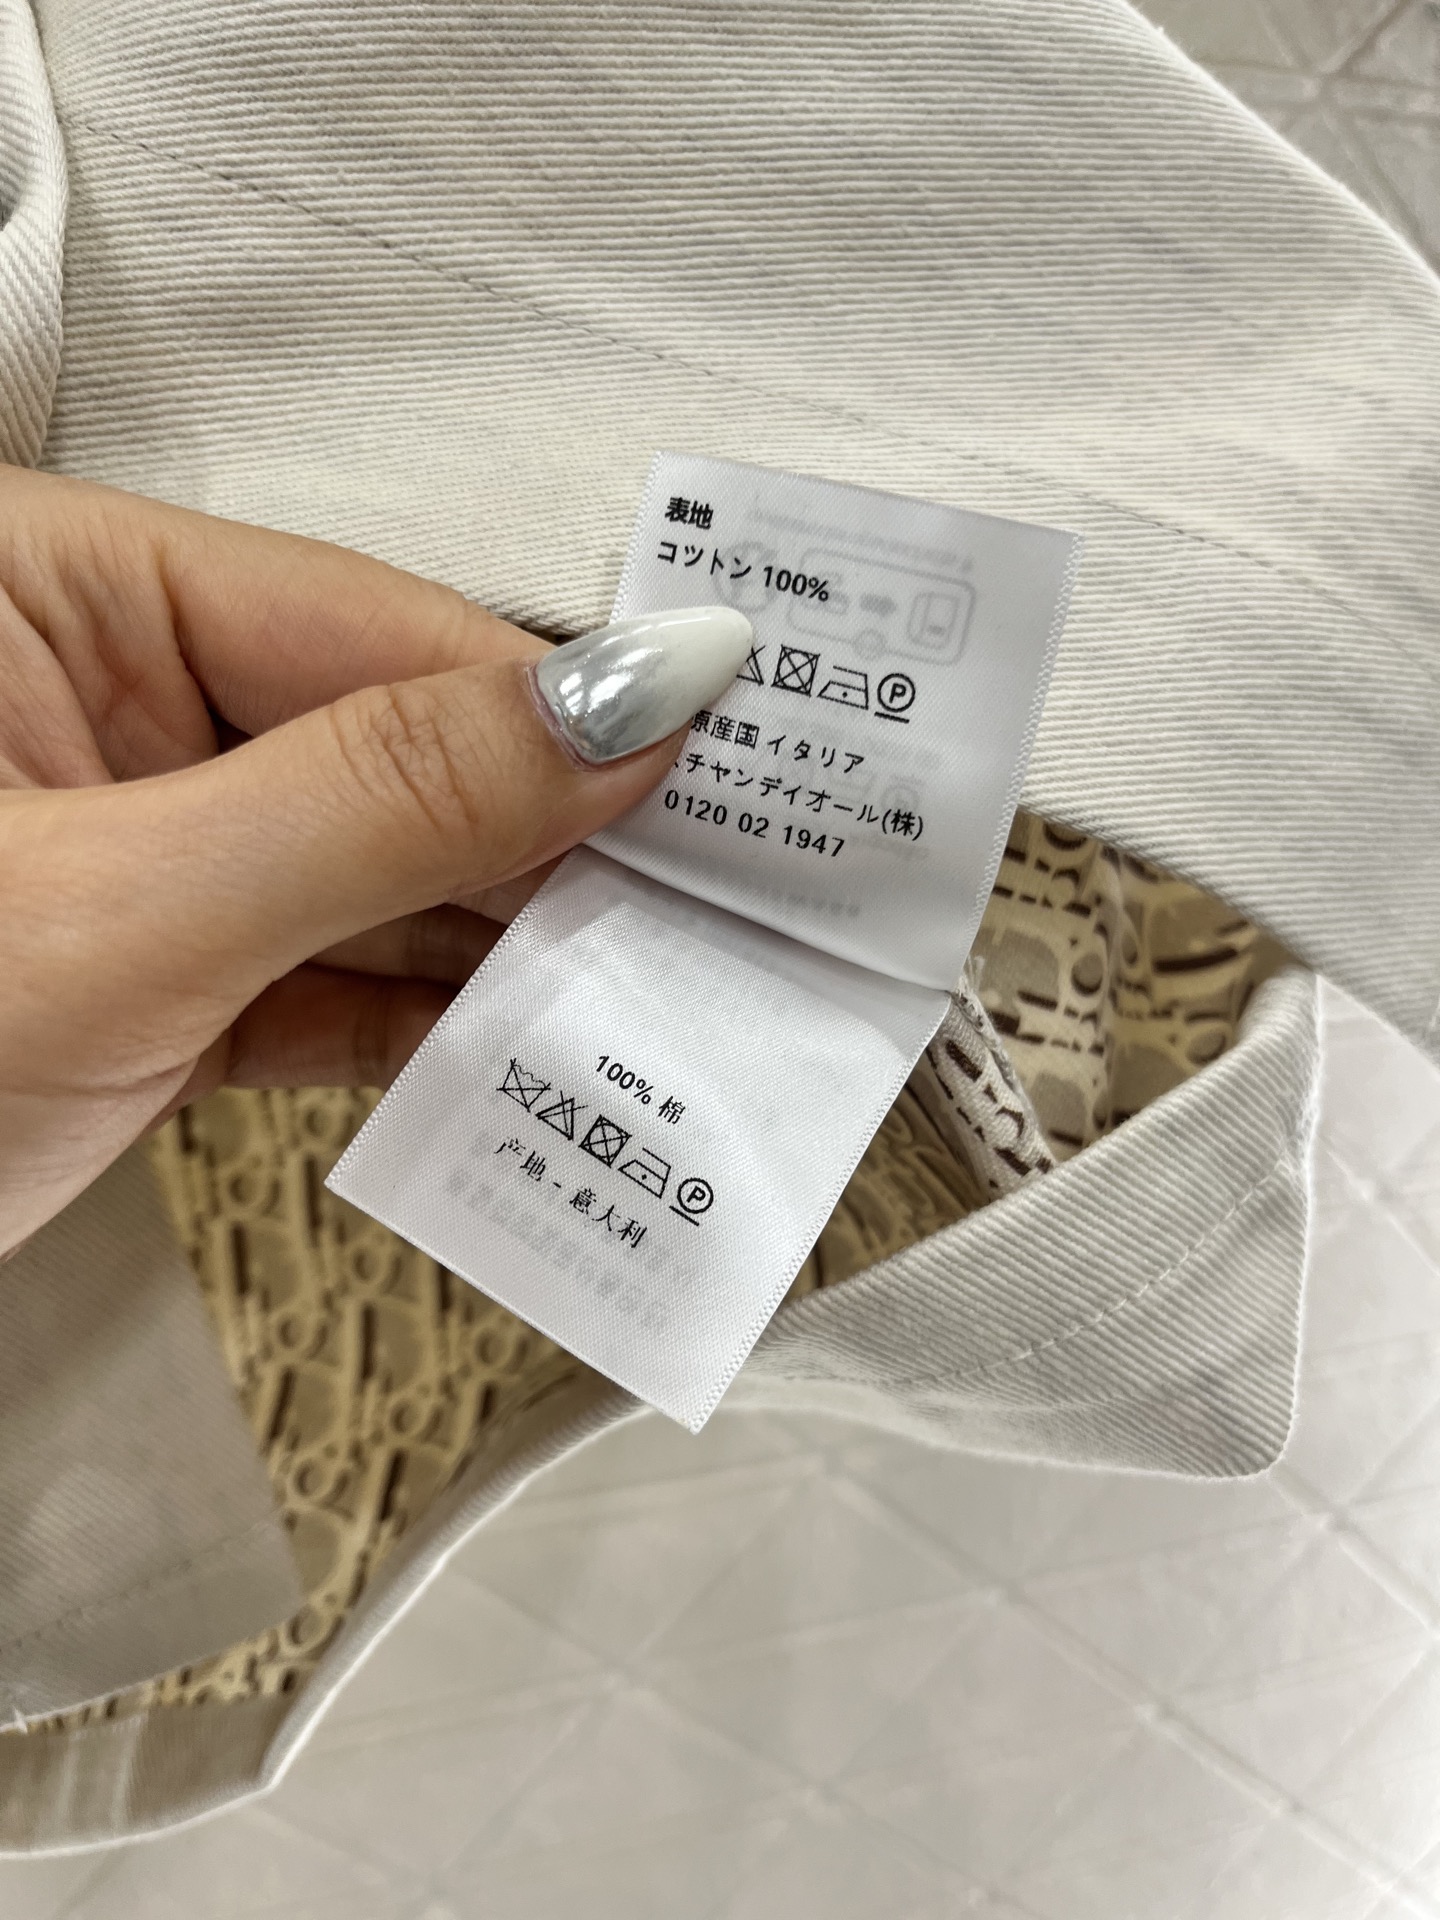 表地
コットン 100%
P
原産国 イタリア
チャンディオール(株)
0120 02 1947
100% 棉
P
产地 - 意大利